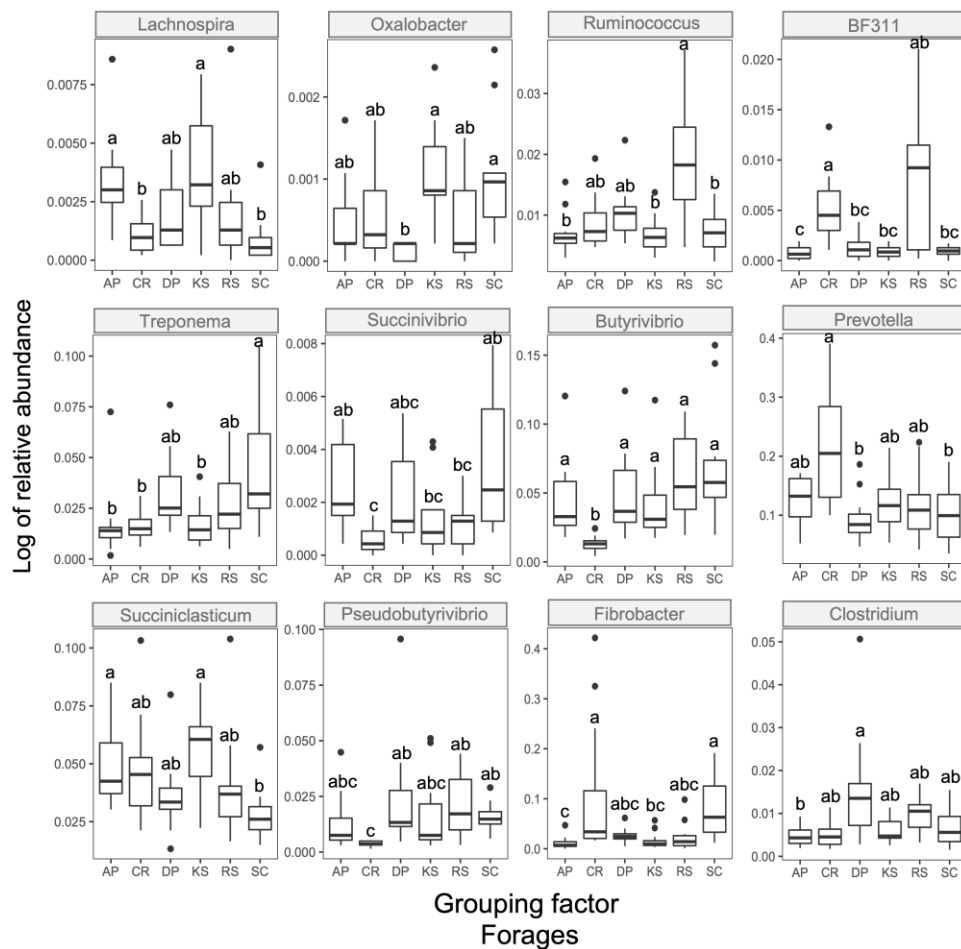 Lachnospira
Oxalobacter
Ruminococcus
BF311
0.0075
0.0050
0.0025
0.0000
a
b
ab
a
ab
b
AP CR DP KS RS SC
0.002
0.001
0.000
ab
ab
b
a
ab
a
AP CR DP KS RS SC
0.03
0.02
0.01
b
ab
ab
b
a
b
AP CR DP KS RS SC
0.020
0.015
0.010
0.005
0.000
c
a
bc
bc
ab
bc
AP CR DP KS RS SC
Log of relative abundance
Treponema
Succinivibrio
Butyrivibrio
Prevotella
0.100
0.075
0.050
0.025
0.000
b
b
ab
b
ab
a
AP CR DP KS RS SC
0.008
0.006
0.004
0.002
0.000
ab
c
abc
bc
bc
ab
AP CR DP KS RS SC
0.15
0.10
0.05
0.00
a
b
a
a
a
a
AP CR DP KS RS SC
0.4
0.3
0.2
0.1
ab
a
b
ab
ab
b
AP CR DP KS RS SC
Succiniclasticum
Pseudobutyrivibrio
Fibrobacter
Clostridium
0.100
0.075
0.050
0.025
a
ab
ab
a
ab
b
AP CR DP KS RS SC
0.100
0.075
0.050
0.025
0.000
abc
c
ab
abc
ab
ab
AP CR DP KS RS SC
0.4
0.3
0.2
0.1
0.0
c
a
abc
bc
abc
a
AP CR DP KS RS SC
0.05
0.04
0.03
0.02
0.01
0.00
b
ab
a
ab
ab
ab
AP CR DP KS RS SC
Grouping factor
Forages